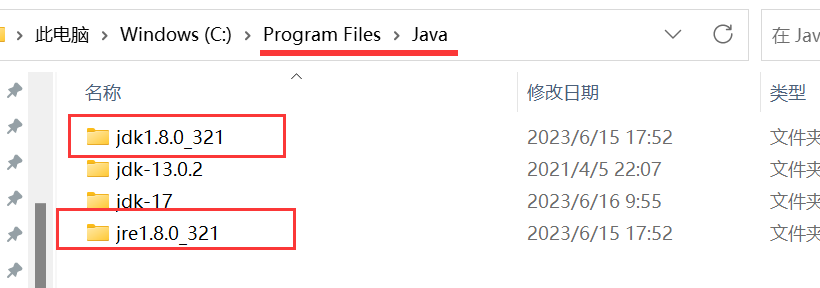 此电脑 > Windows (C:) > Program Files > Java
在 Jav
名称 修改日期 类型
jdk1.8.0_321 2023/6/15 17:52 文件夹
jdk-13.0.2 2021/4/5 22:07 文件夹
jdk-17 2023/6/16 9:55 文件夹
jre1.8.0_321 2023/6/15 17:52 文件夹